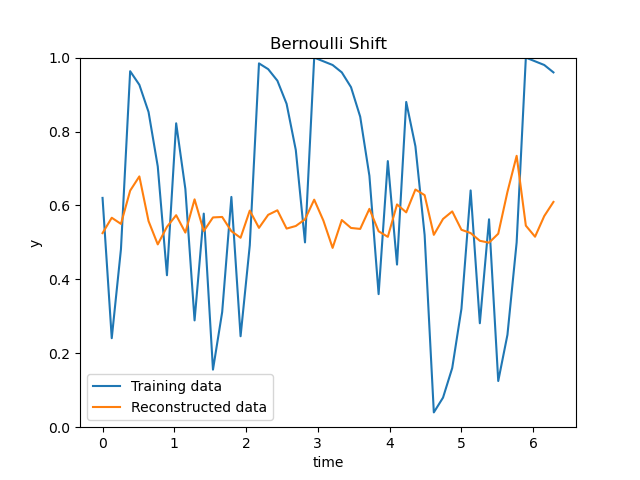 Bernoulli Shift
1.0
0.8
0.6
0.4
0.2
0.0
y
Training data
Reconstructed data
0 1 2 3 4 5 6
time